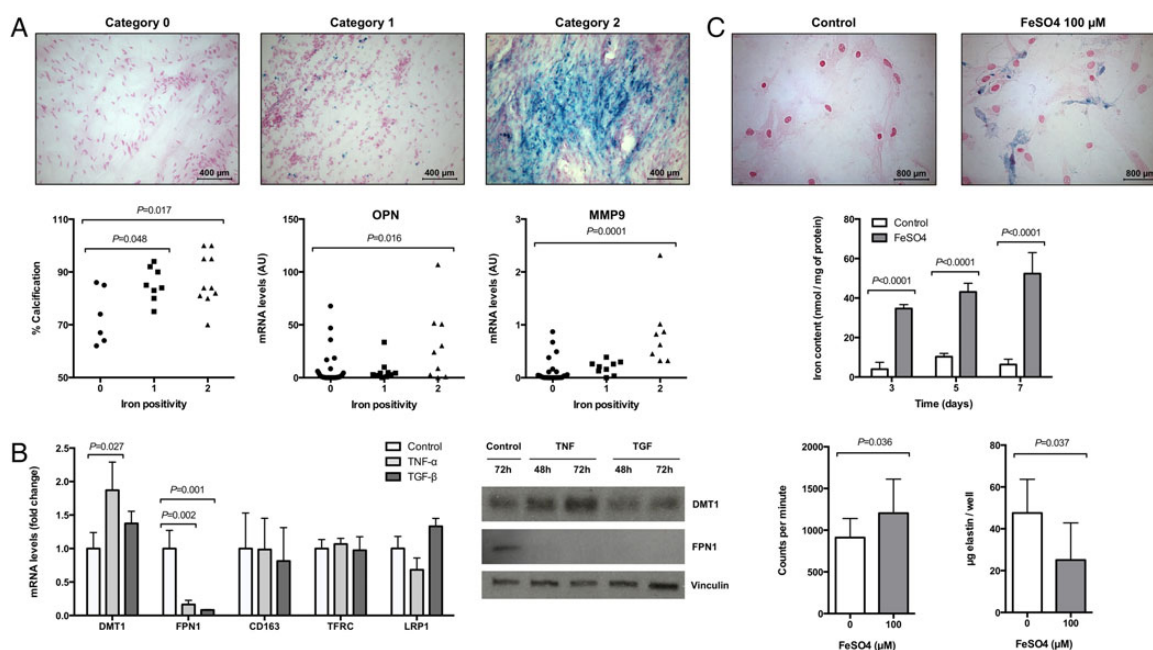 A
Category 0
Category 1
Category 2
400 µm
400 µm
400 µm
P=0.017
P=0.048
110
90
70
50
% Calcification
0
1
2
Iron positivity
OPN
P=0.016
150
100
50
0
mRNA levels (AU)
0
1
2
Iron positivity
MMP9
P=0.0001
3
2
1
0
mRNA levels (AU)
0
1
2
Iron positivity
B
P=0.027
P=0.001
P=0.002
Control
TNF-α
TGF-β
2.5
2.0
1.5
1.0
0.5
0.0
mRNA levels (fold change)
DMT1
FPN1
CD163
TFRC
LRP1
Control
TNF
TGF
72h
48h
72h
48h
72h
DMT1
FPN1
Vinculin
C
Control
FeSO4 100 µM
800 µm
800 µm
Control
FeSO4
P<0.0001
P<0.0001
P<0.0001
80
60
40
20
0
Iron content (nmol / mg of protein)
3
5
7
Time (days)
P=0.036
2000
1500
1000
500
0
Counts per minute
0
100
FeSO4 (µM)
P=0.037
80
60
40
20
0
µg elastin / well
0
100
FeSO4 (µM)